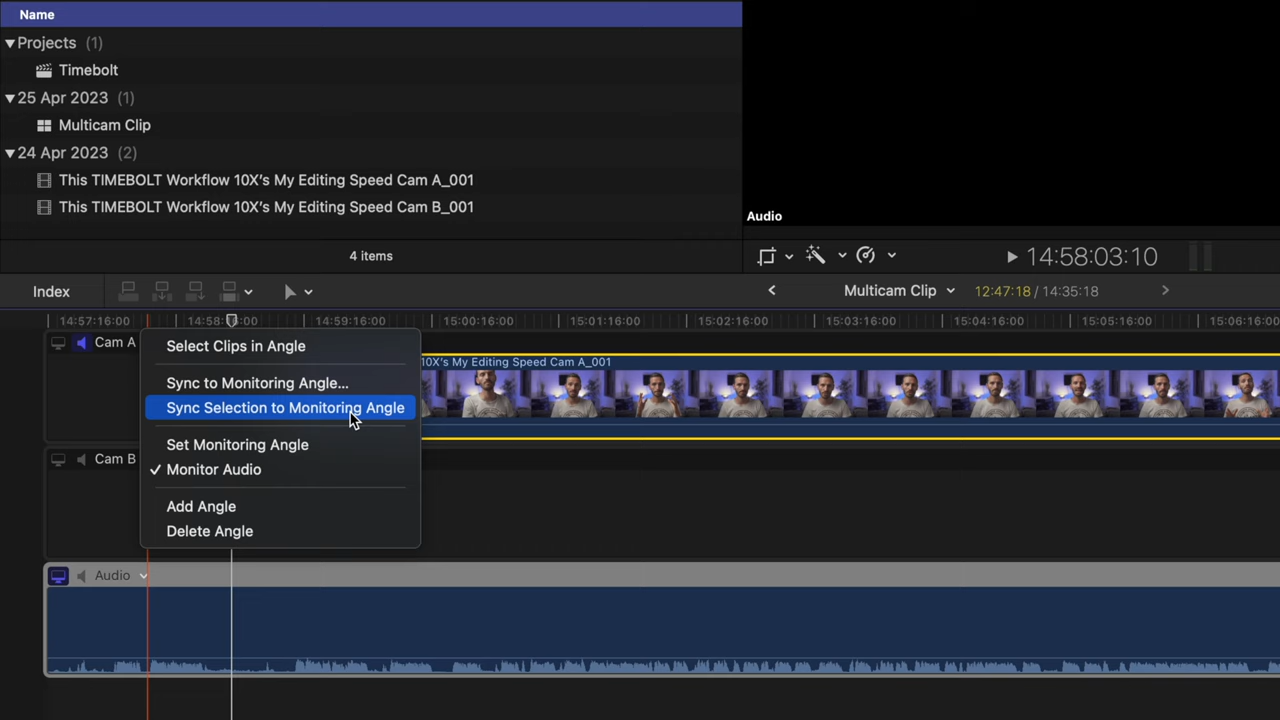 Name
Projects (1)
Timebolt
25 Apr 2023 (1)
Multicam Clip
24 Apr 2023 (2)
This TIMEBOLT Workflow 10X's My Editing Speed Cam A_001
This TIMEBOLT Workflow 10X's My Editing Speed Cam B_001
4 items
Audio
14:58:03:10
Index
Multicam Clip
12:47:18 / 14:35:18
14:57:16:00 14:58:16:00 14:59:16:00 15:00:16:00 15:01:16:00 15:02:16:00 15:03:16:00 15:04:16:00 15:05:16:00 15:06:16:00
Cam A
Select Clips in Angle
10X's My Editing Speed Cam A_001
Sync to Monitoring Angle...
Sync Selection to Monitoring Angle
Set Monitoring Angle
Cam B
Monitor Audio
Add Angle
Delete Angle
Audio